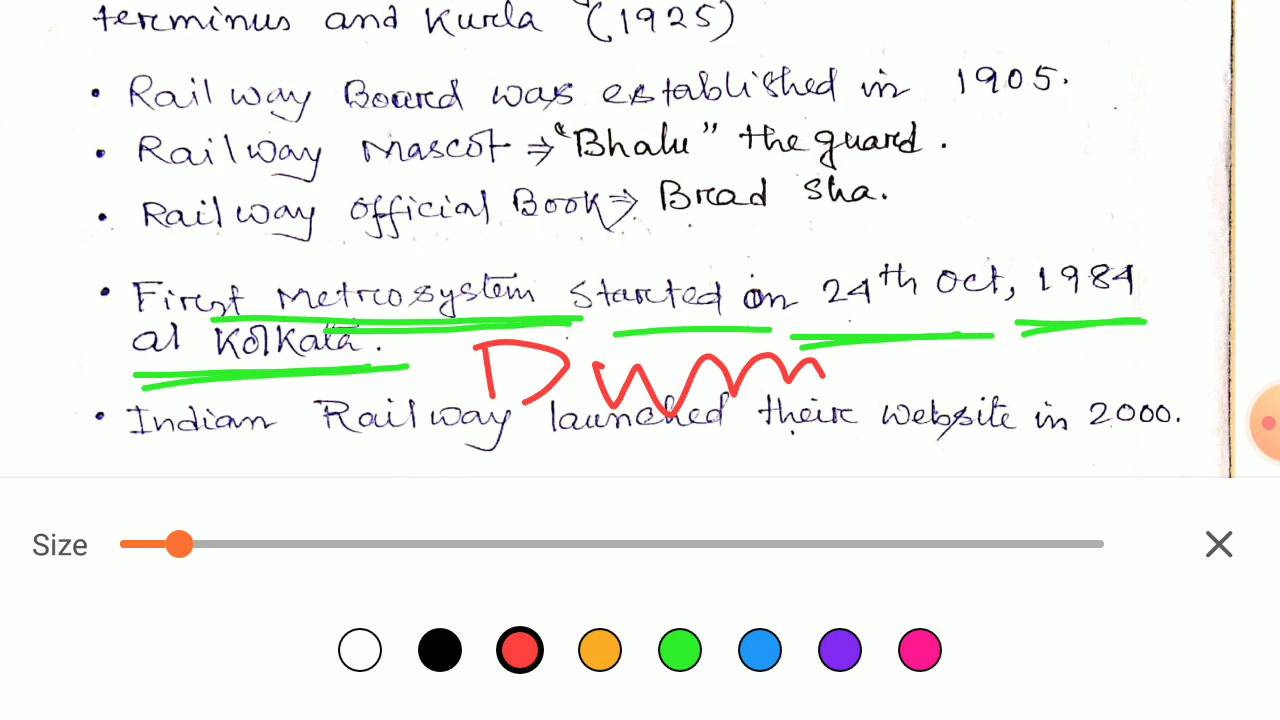 terminus and Kurla (1925)
• Railway Board was established in 1905.
• Railway Mascot ⇒ "Bhalu" the guard.
• Railway Official Book ⇒ Brad Sha.
• First Metrosystem Started on 24th Oct, 1984
at Kolkata.
Dum
• Indian Railway launched their website in 2000.
Size